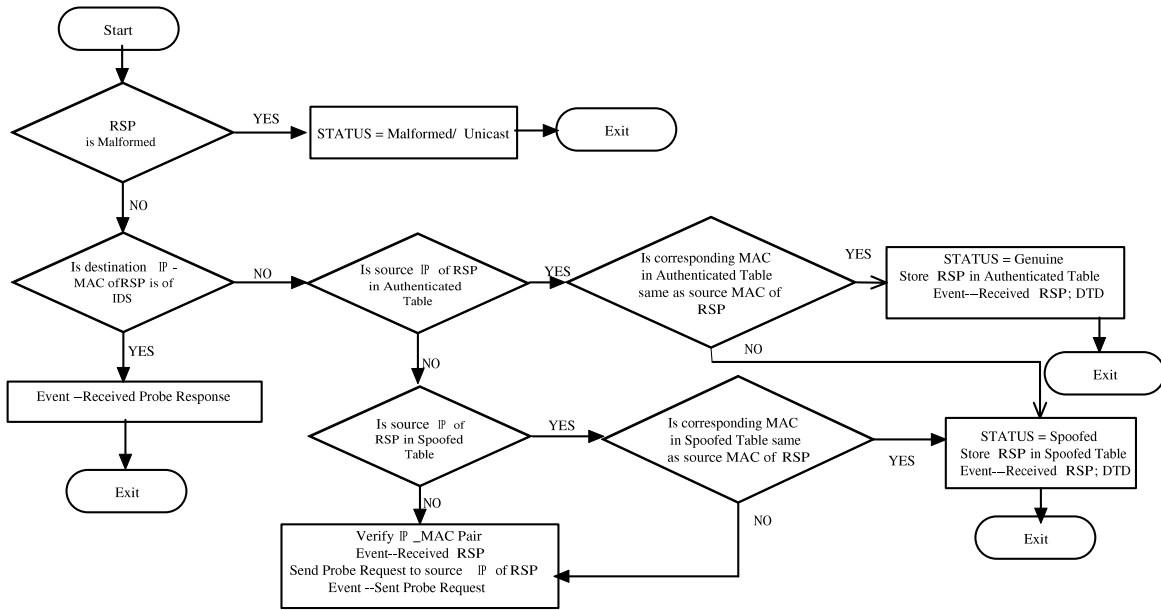 Start
RSP
is Malformed
YES
STATUS = Malformed/ Unicast
Exit
NO
Is destination IP -
MAC ofRSP is of
IDS
NO
Is source IP of RSP
in Authenticated
Table
YES
Is corresponding MAC
in Authenticated Table
same as source MAC of
RSP
YES
STATUS = Genuine
Store RSP in Authenticated Table
Event---Received RSP; DTD
Exit
NO
YES
Event --Received Probe Response
Exit
NO
Is source IP of
RSP in Spoofed
Table
YES
Is corresponding MAC
in Spoofed Table same
as source MAC of RSP
YES
STATUS = Spoofed
Store RSP in Spoofed Table
Event---Received RSP; DTD
Exit
NO
NO
Verify IP _MAC Pair
Event--Received RSP
Send Probe Request to source IP of RSP
Event --Sent Probe Request